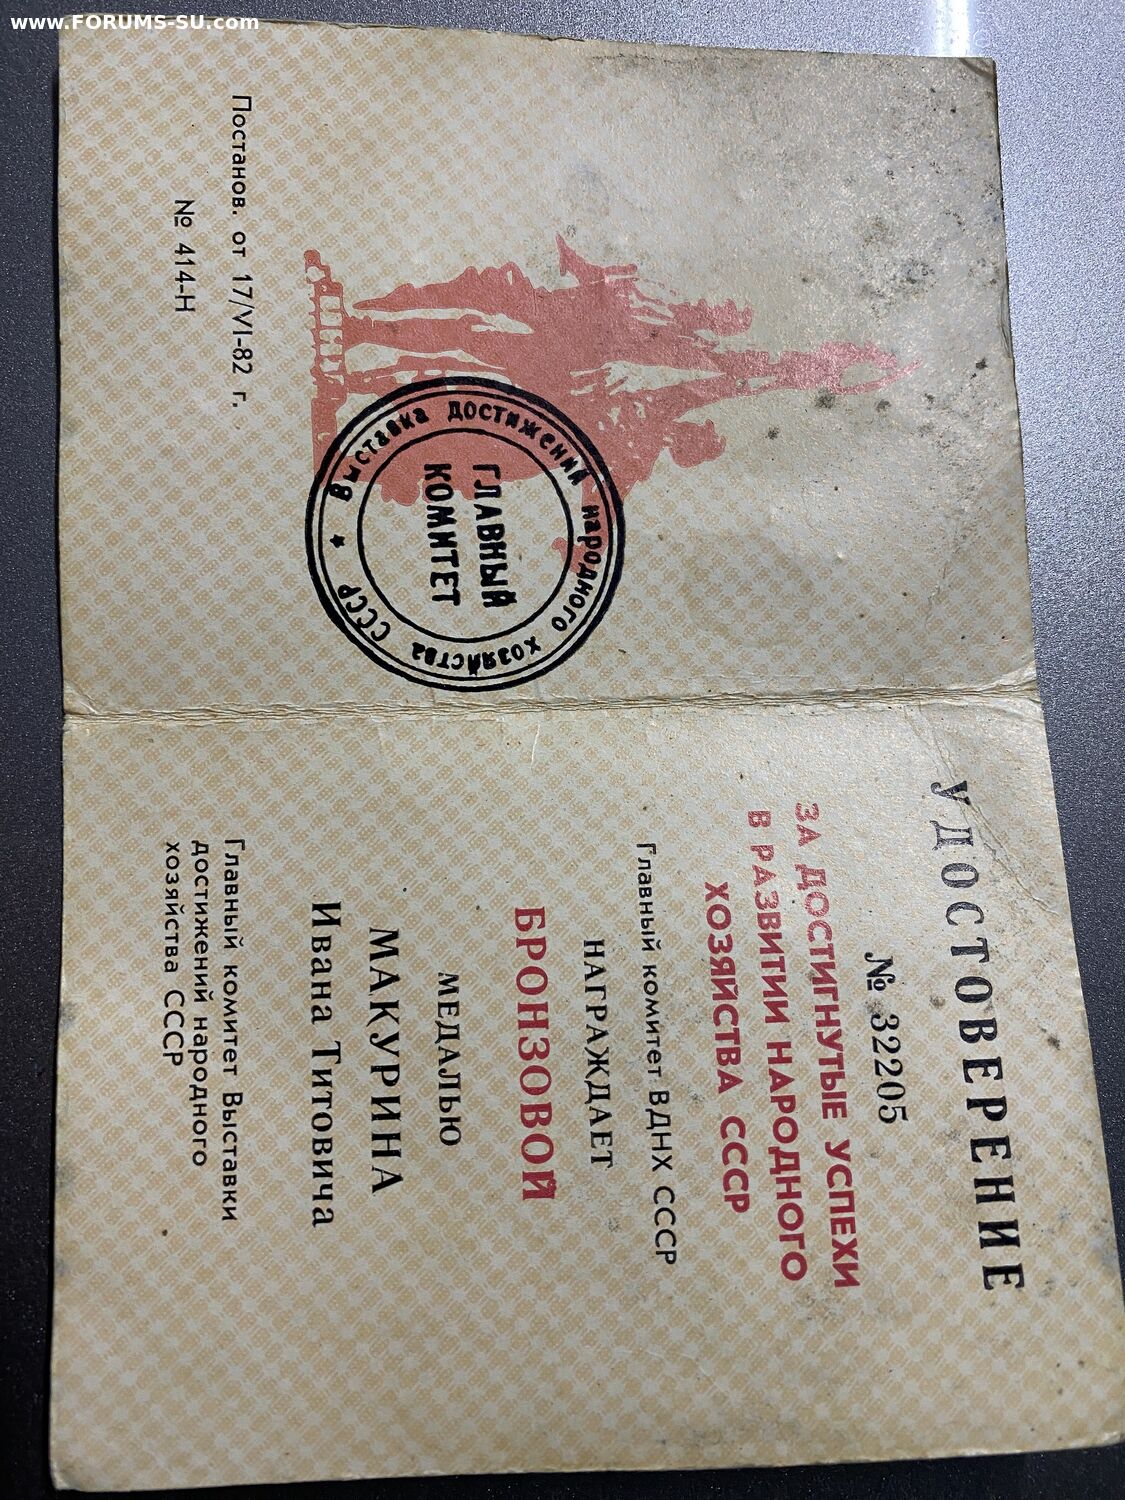 www.FORUMS-SU.com
Выставка достижений народного хозяйства СССР
ГЛАВНЫЙ
КОМИТЕТ
Постанов. от 17/VI-82 г.
№ 414-Н
УДОСТОВЕРЕНИЕ
№ 32205
ЗА ДОСТИГНУТЫЕ УСПЕХИ
В РАЗВИТИИ НАРОДНОГО
ХОЗЯЙСТВА СССР
Главный комитет ВДНХ СССР
НАГРАЖДАЕТ
БРОНЗОВОЙ
МЕДАЛЬЮ
МАКУРИНА
Ивана Титовича
Главный комитет Выставки
достижений народного
хозяйства СССР